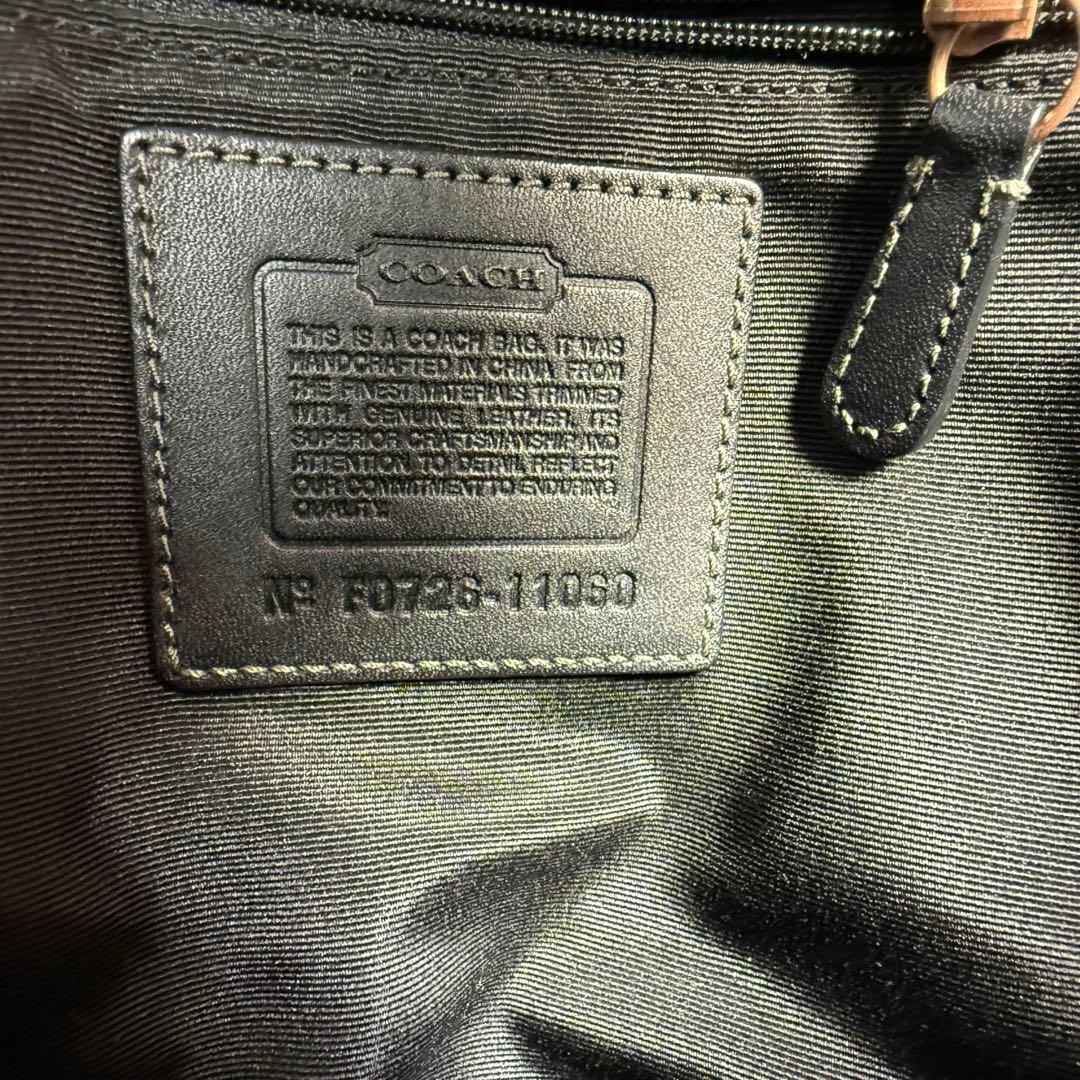 COACH
THIS IS A COACH BAG. IT WAS
HANDCRAFTED IN CHINA FROM
THE FINEST MATERIALS TRIMMED
WITH GENUINE LEATHER, ITS
SUPERIOR CRAFTSMANSHIP AND
ATTENTION TO DETAIL REFLECT
OUR COMMITMENT TO ENDURING
QUALITY.
Nº F0726-11060